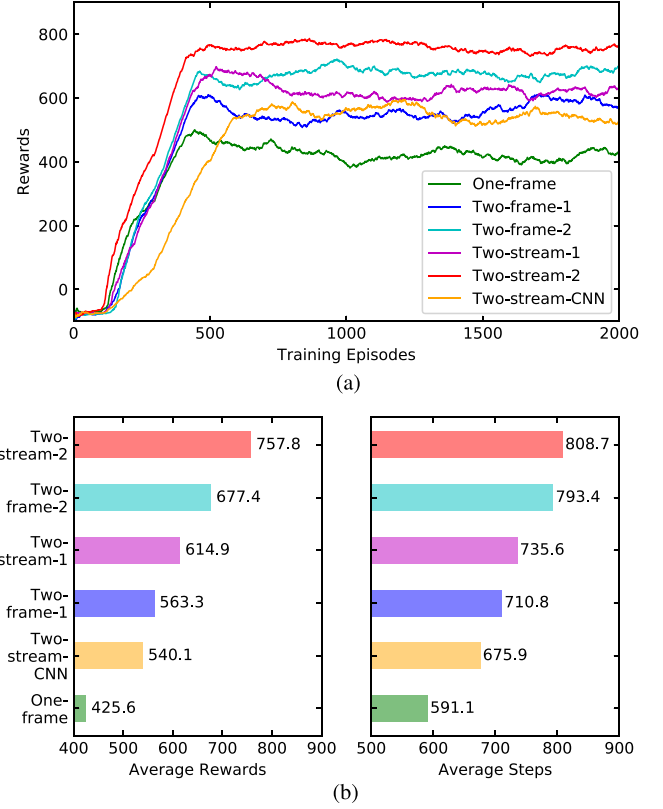 800
600
400
200
0
Rewards
One-frame
Two-frame-1
Two-frame-2
Two-stream-1
Two-stream-2
Two-stream-CNN
0 500 1000 1500 2000
Training Episodes
(a)
Two-
stream-2
757.8
808.7
Two-
frame-2
677.4
793.4
Two-
stream-1
614.9
735.6
Two-
frame-1
563.3
710.8
Two-
stream-
CNN
540.1
675.9
One-
frame
425.6
591.1
400 500 600 700 800 900
500 600 700 800 900
Average Rewards
Average Steps
(b)